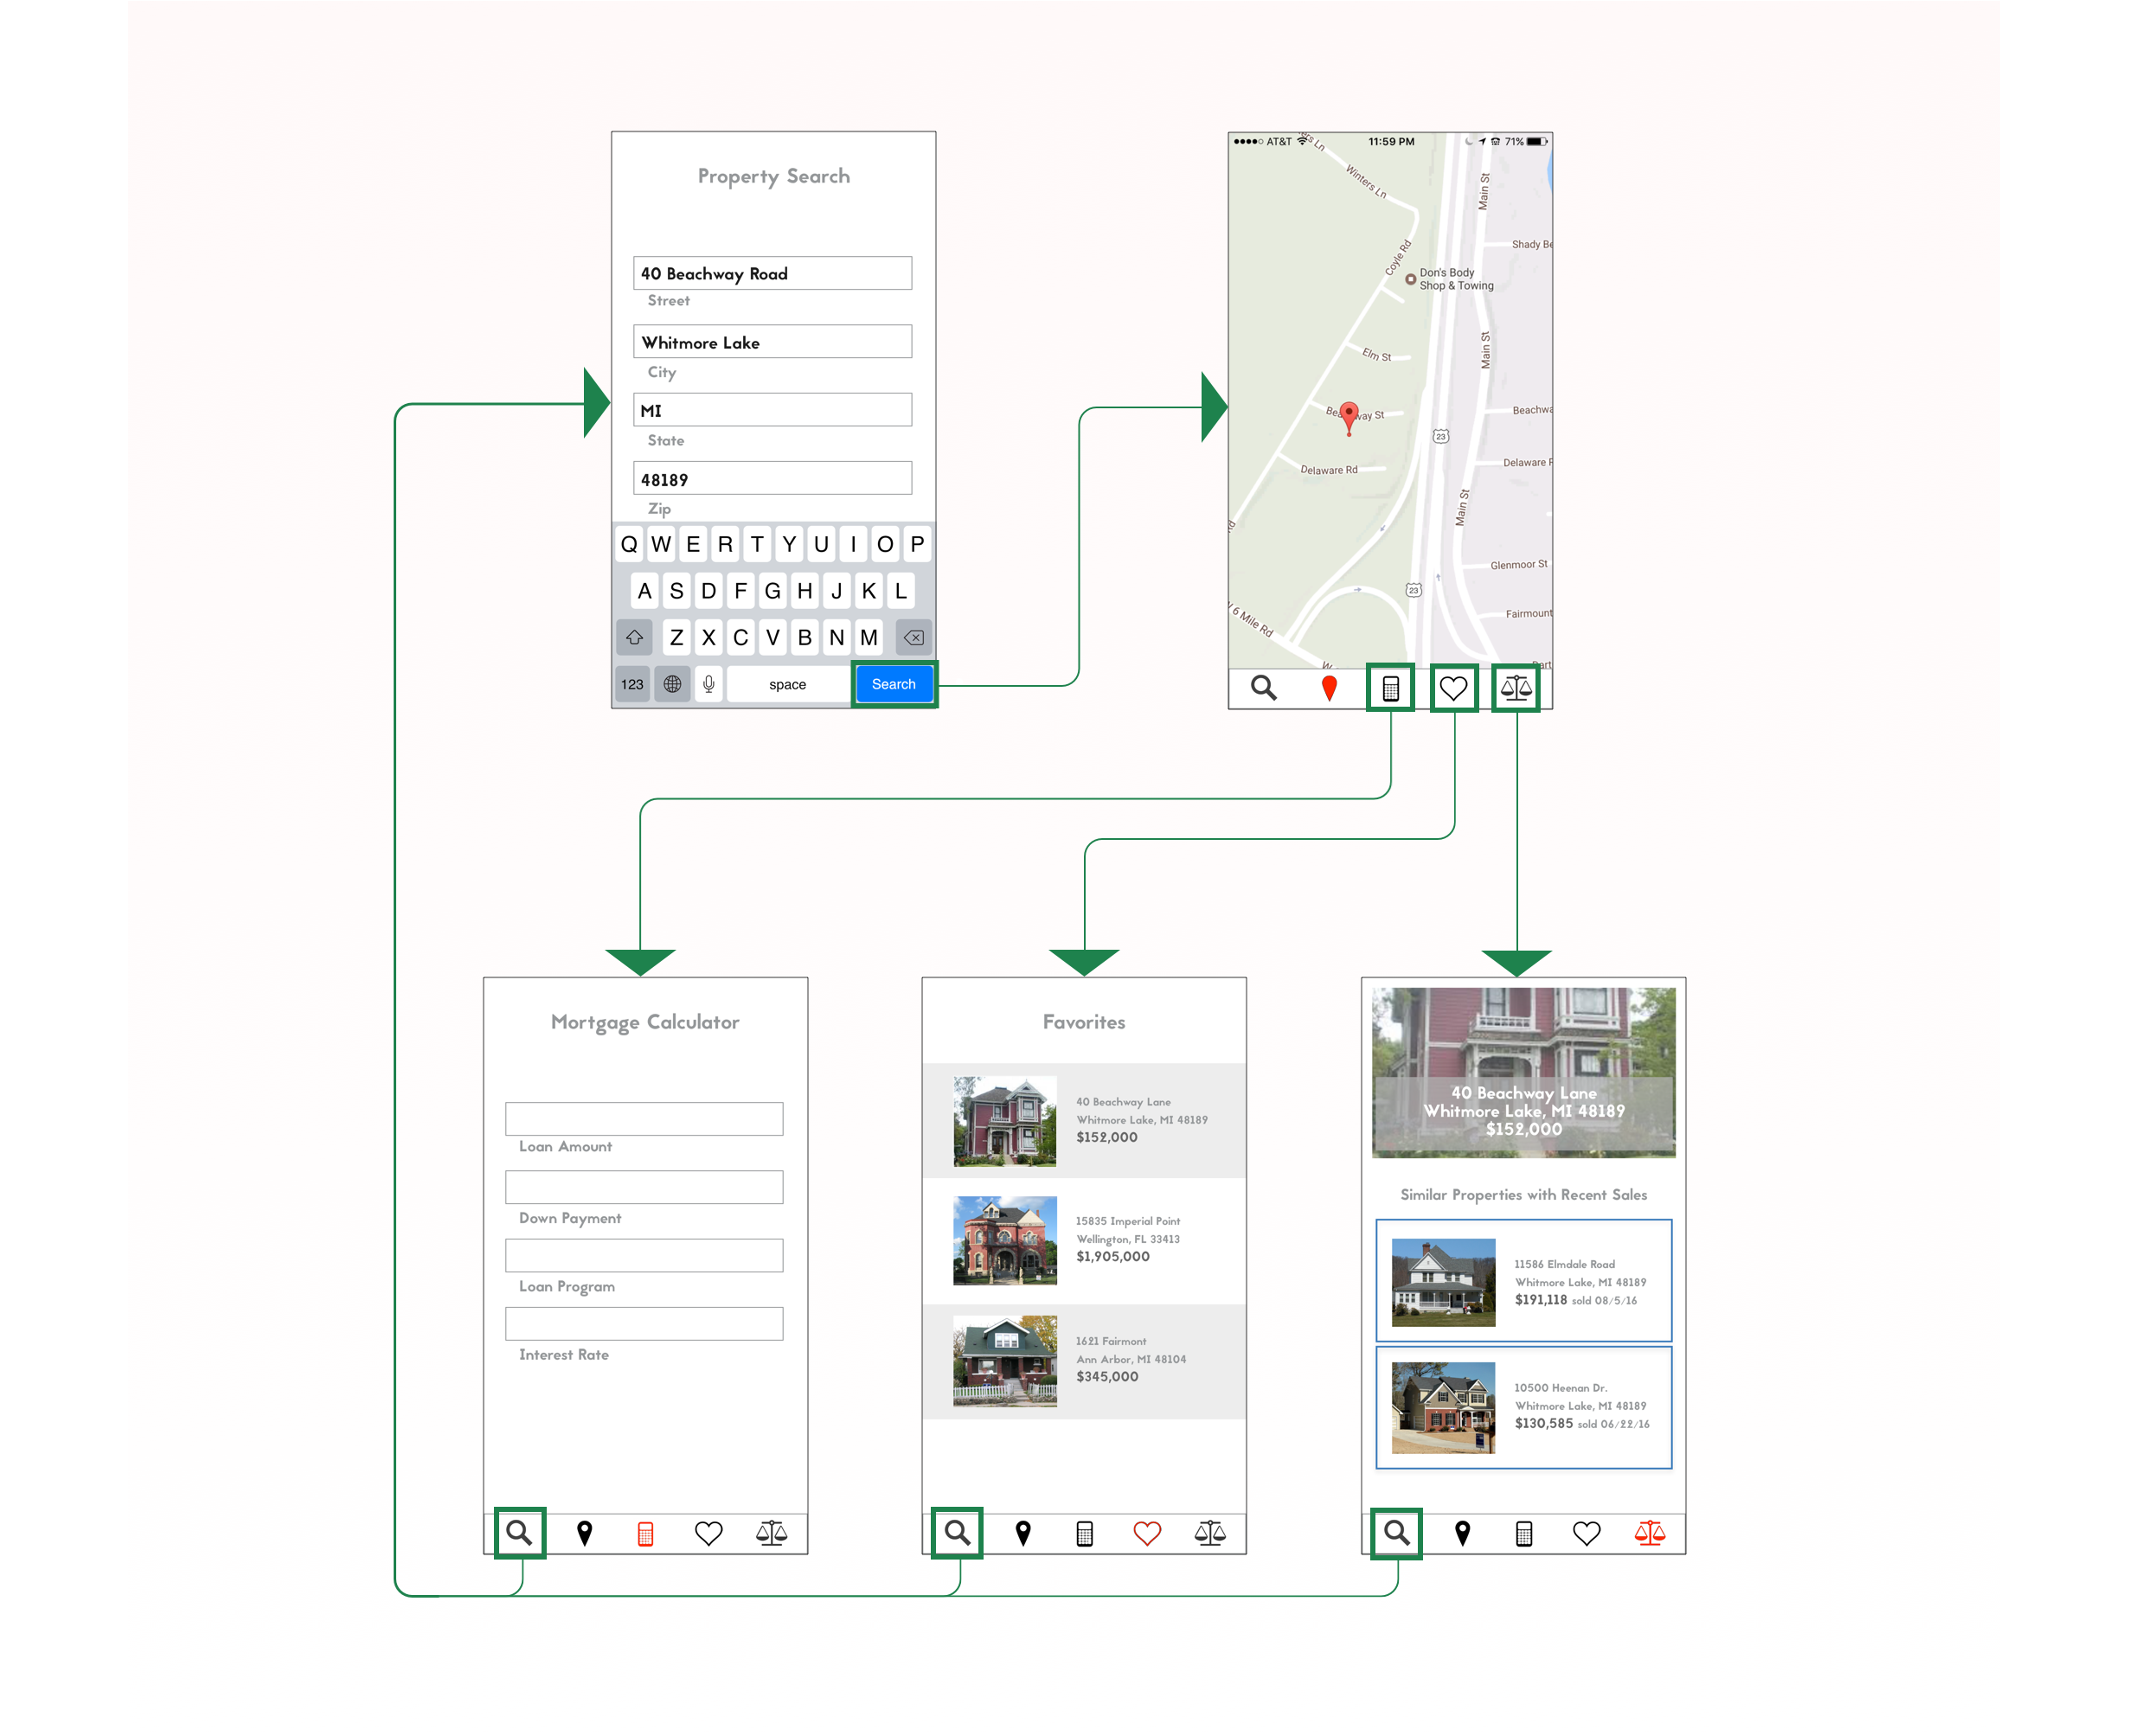 Property Search
40 Beachway Road
Street
Whitmore Lake
City
MI
State
48189
Zip
Q W E R T Y U I O P
A S D F G H J K L
Z X C V B N M
123 space Search
AT&T 11:59 PM 71%
ers Ln
Winters Ln
Main St
Coyle Rd
Shady Be
Don's Body
Shop & Towing
Main St
Elm St
Beachwa
way St
23
Delaware Rd
Delaware R
Main St
Rd
Glenmoor St
23
Fairmount
6 Mile Rd
W
Dart
Mortgage Calculator
Loan Amount
Down Payment
Loan Program
Interest Rate
Favorites
40 Beachway Lane
Whitmore Lake, MI 48189
$152,000
15835 Imperial Point
Wellington, FL 33413
$1,905,000
1621 Fairmont
Ann Arbor, MI 48104
$345,000
40 Beachway Lane
Whitmore Lake, MI 48189
$152,000
Similar Properties with Recent Sales
11586 Elmdale Road
Whitmore Lake, MI 48189
$191,118 sold 08/5/16
10500 Heenan Dr.
Whitmore Lake, MI 48189
$130,585 sold 06/22/16